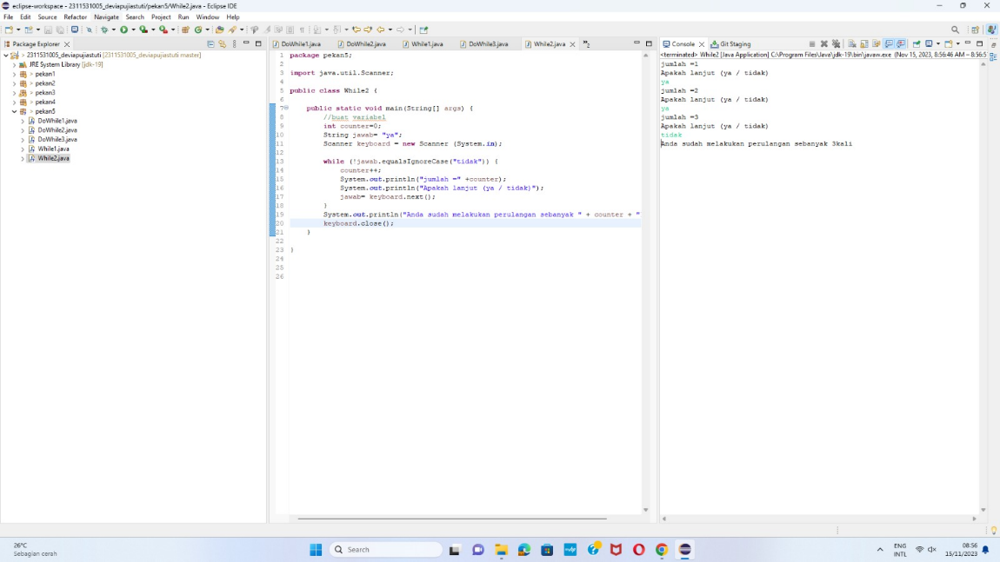 eclipse-workspace - 2311531005_deviapujiastuti/pekan5/While2.java - Eclipse IDE
File Edit Source Refactor Navigate Search Project Run Window Help
Package Explorer
2311531005_deviapujiastuti [2311531005_deviapujiastuti master]
JRE System Library [jdk-19]
pekan1
pekan2
pekan3
pekan4
pekan5
DoWhile1.java
DoWhile2.java
DoWhile3.java
While1.java
While2.java
DoWhile1.java DoWhile2.java While1.java DoWhile3.java While2.java »2
1 package pekan5;
2
3 import java.util.Scanner;
4
5 public class While2 {
6
7 public static void main(String[] args) {
8 //buat variabel
9 int counter=0;
10 String jawab= "ya";
11 Scanner keyboard = new Scanner (System.in);
12
13 while (!jawab.equalsIgnoreCase("tidak")) {
14 counter++;
15 System.out.println("jumlah =" +counter);
16 System.out.println("Apakah lanjut (ya / tidak)");
17 jawab= keyboard.next();
18 }
19 System.out.println("Anda sudah melakukan perulangan sebanyak " + counter + "
20 keyboard.close();
21 }
22
23 }
24
25
26
Console Git Staging
<terminated> While2 [Java Application] C:\Program Files\Java\jdk-19\bin\javaw.exe (Nov 15, 2023, 8:56:46 AM – 8:56:5
jumlah =1
Apakah lanjut (ya / tidak)
ya
jumlah =2
Apakah lanjut (ya / tidak)
ya
jumlah =3
Apakah lanjut (ya / tidak)
tidak
Anda sudah melakukan perulangan sebanyak 3kali
26°C
Sebagian cerah
Search
ENG
INTL
08:56
15/11/2023